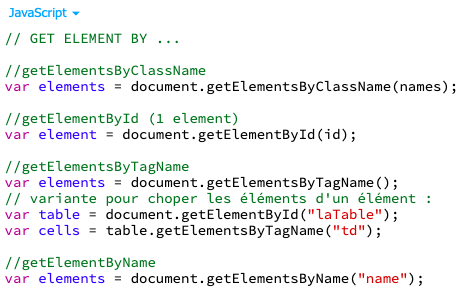 JavaScript
// GET ELEMENT BY ...
//getElementsByClassName
var elements = document.getElementsByClassName(names);
//getElementById (1 element)
var element = document.getElementById(id);
//getElementsByTagName
var elements = document.getElementsByTagName();
// variante pour choper les éléments d'un élément :
var table = document.getElementById("laTable");
var cells = table.getElementsByTagName("td");
//getElementByName
var elements = document.getElementsByName("name");